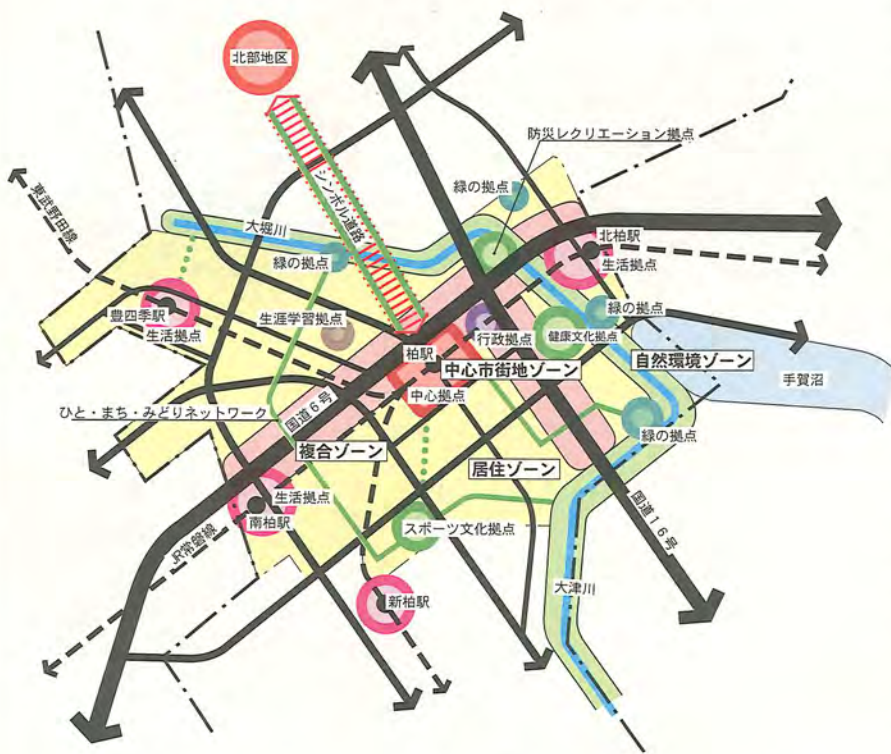 北部地区
防災レクリエーション拠点
シンボル道路
東武野田線
大堀川
緑の拠点
北柏駅
生活拠点
緑の拠点
豊四季駅
生活拠点
生涯学習拠点
緑の拠点
行政拠点
健康文化拠点
柏駅
中心市街地ゾーン
自然環境ゾーン
手賀沼
中心拠点
ひと・まち・みどりネットワーク
国道6号
緑の拠点
複合ゾーン
居住ゾーン
生活拠点
南柏駅
国道16号
スポーツ文化拠点
JR常磐線
大津川
新柏駅